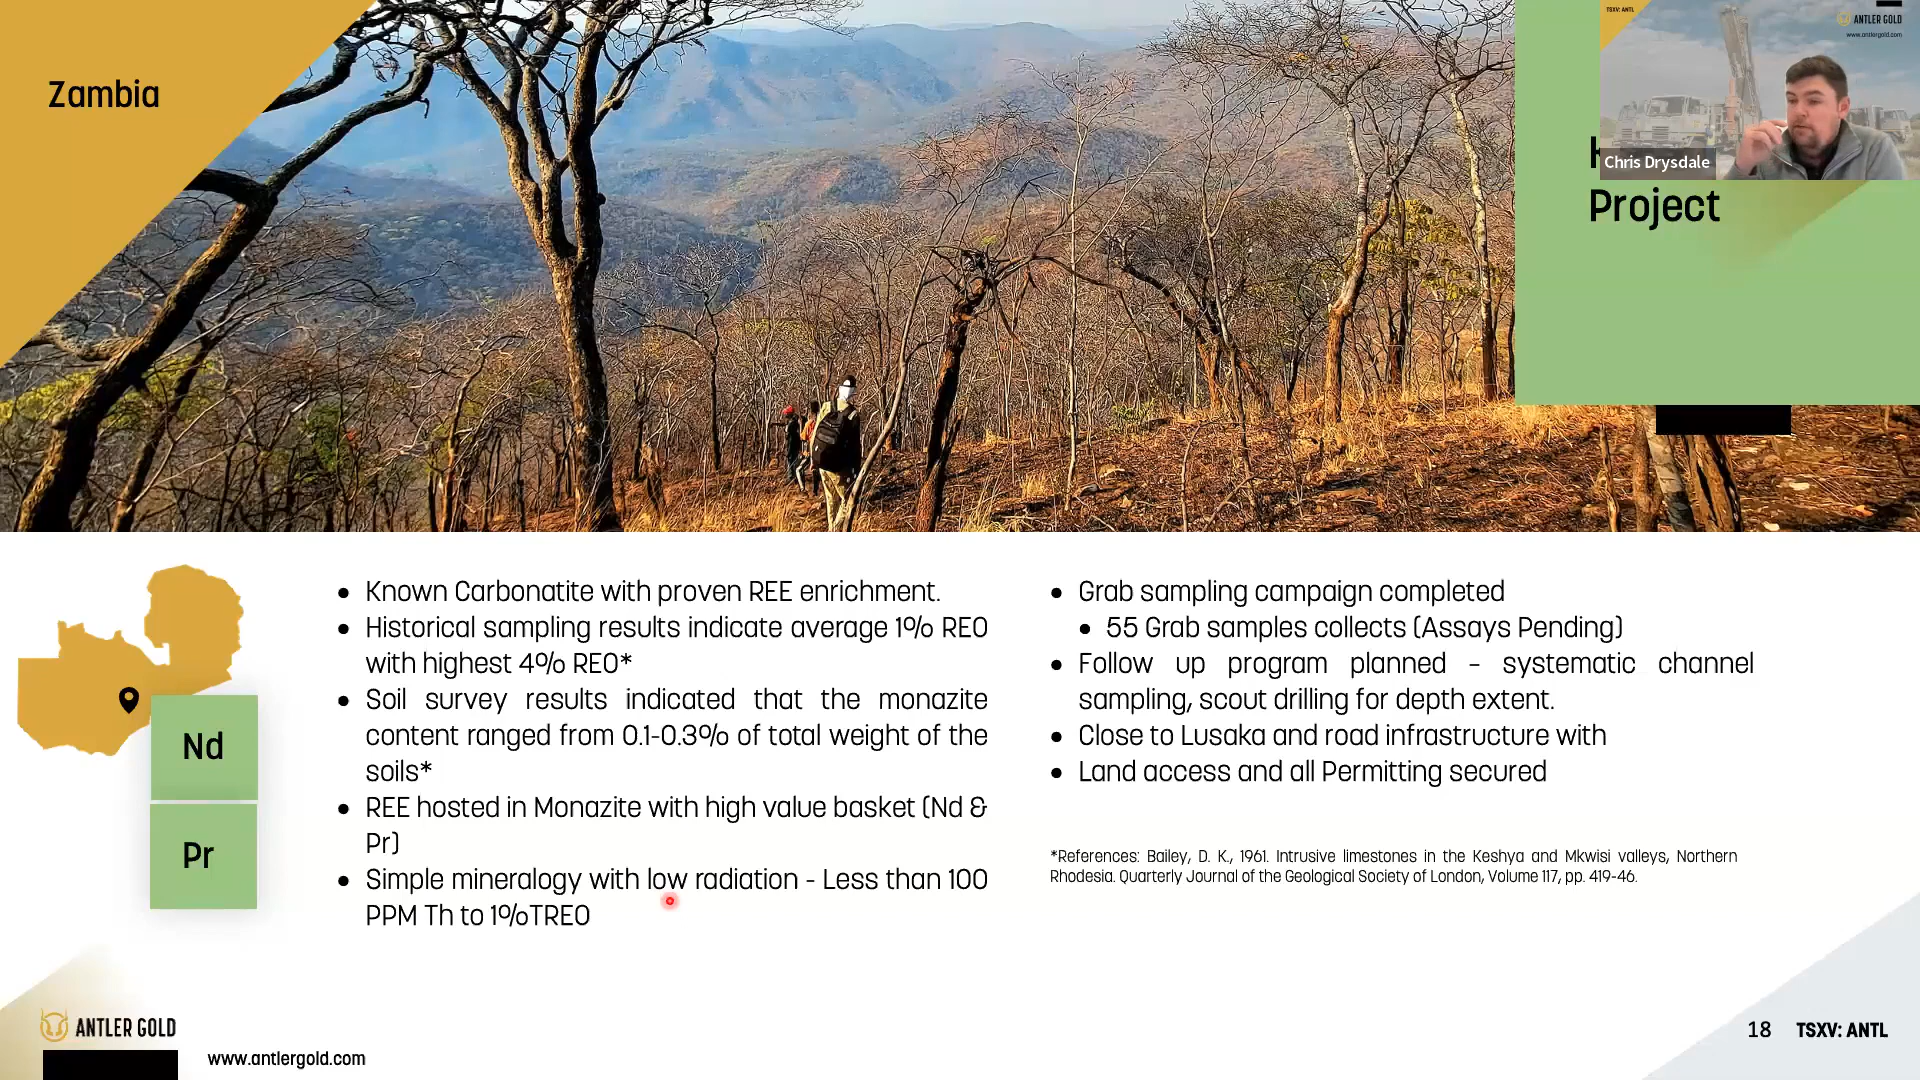 Zambia
TSXV: ANTL
ANTLER GOLD
www.antlergold.com
Chris Drysdale
Project
Nd
Pr
● Known Carbonatite with proven REE enrichment.
● Historical sampling results indicate average 1% REO
with highest 4% REO*
● Soil survey results indicated that the monazite
content ranged from 0.1-0.3% of total weight of the
soils*
● REE hosted in Monazite with high value basket (Nd &
Pr)
● Simple mineralogy with low radiation - Less than 100
PPM Th to 1%TREO
● Grab sampling campaign completed
● 55 Grab samples collects (Assays Pending)
● Follow up program planned - systematic channel
sampling, scout drilling for depth extent.
● Close to Lusaka and road infrastructure with
● Land access and all Permitting secured
*References: Bailey, D. K., 1961. Intrusive limestones in the Keshya and Mkwisi valleys, Northern
Rhodesia. Quarterly Journal of the Geological Society of London, Volume 117, pp. 419-46.
ANTLER GOLD
www.antlergold.com
18 TSXV: ANTL